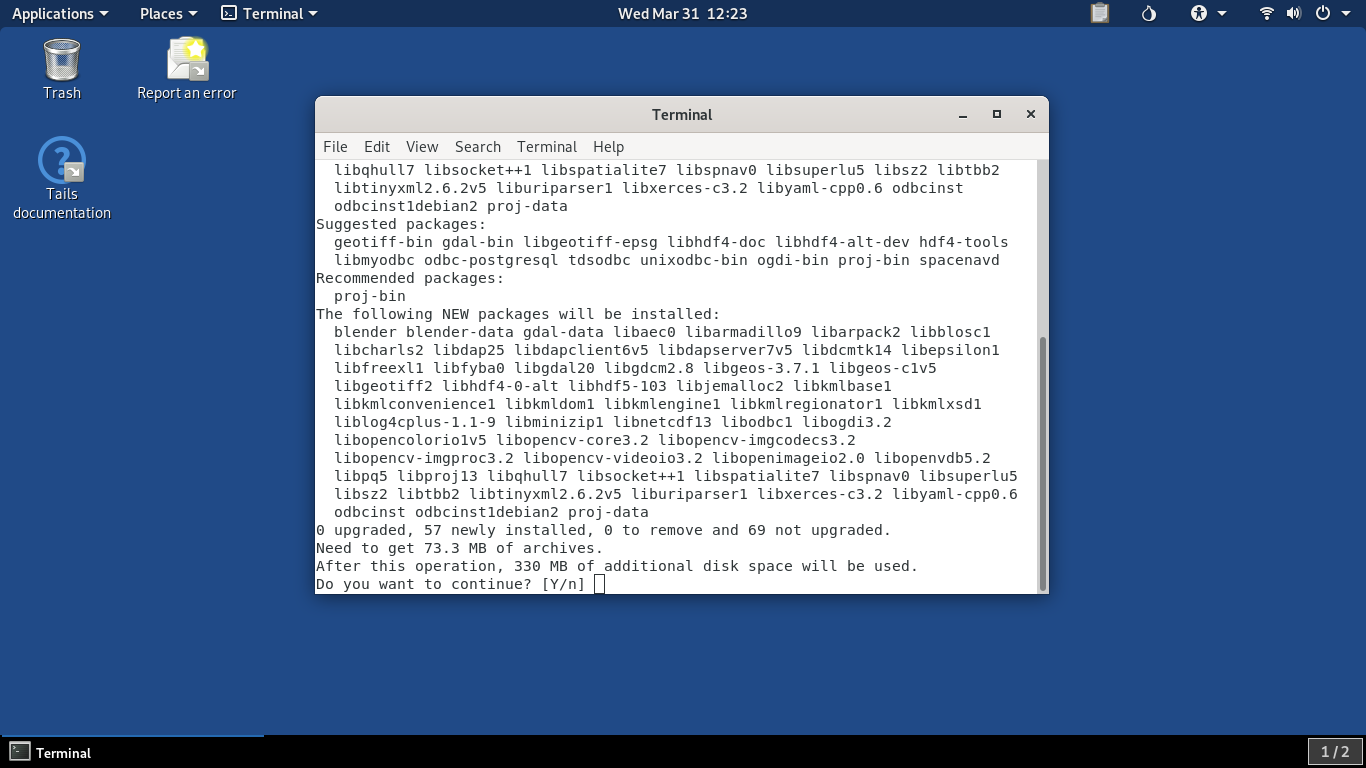 Applications Places Terminal Wed Mar 31 12:23
Trash
Report an error
Tails
documentation
Terminal
File Edit View Search Terminal Help
libqhull7 libsocket++1 libspatialite7 libspnav0 libsuperlu5 libsz2 libtbb2
libtinyxml2.6.2v5 liburiparser1 libxerces-c3.2 libyaml-cpp0.6 odbcinst
odbcinst1debian2 proj-data
Suggested packages:
geotiff-bin gdal-bin libgeotiff-epsg libhdf4-doc libhdf4-alt-dev hdf4-tools
libmyodbc odbc-postgresql tdsodbc unixodbc-bin ogdi-bin proj-bin spacenavd
Recommended packages:
proj-bin
The following NEW packages will be installed:
blender blender-data gdal-data libaec0 libarmadillo9 libarpack2 libblosc1
libcharls2 libdap25 libdapclient6v5 libdapserver7v5 libdcmtk14 libepsilon1
libfreexl1 libfyba0 libgdal20 libgdcm2.8 libgeos-3.7.1 libgeos-c1v5
libgeotiff2 libhdf4-0-alt libhdf5-103 libjemalloc2 libkmlbase1
libkmlconvenience1 libkmldom1 libkmlengine1 libkmlregionator1 libkmlxsd1
liblog4cplus-1.1-9 libminizip1 libnetcdf13 libodbc1 libogdi3.2
libopencolorio1v5 libopencv-core3.2 libopencv-imgcodecs3.2
libopencv-imgproc3.2 libopencv-videoio3.2 libopenimageio2.0 libopenvdb5.2
libpq5 libproj13 libqhull7 libsocket++1 libspatialite7 libspnav0 libsuperlu5
libsz2 libtbb2 libtinyxml2.6.2v5 liburiparser1 libxerces-c3.2 libyaml-cpp0.6
odbcinst odbcinst1debian2 proj-data
0 upgraded, 57 newly installed, 0 to remove and 69 not upgraded.
Need to get 73.3 MB of archives.
After this operation, 330 MB of additional disk space will be used.
Do you want to continue? [Y/n]
Terminal
1 / 2